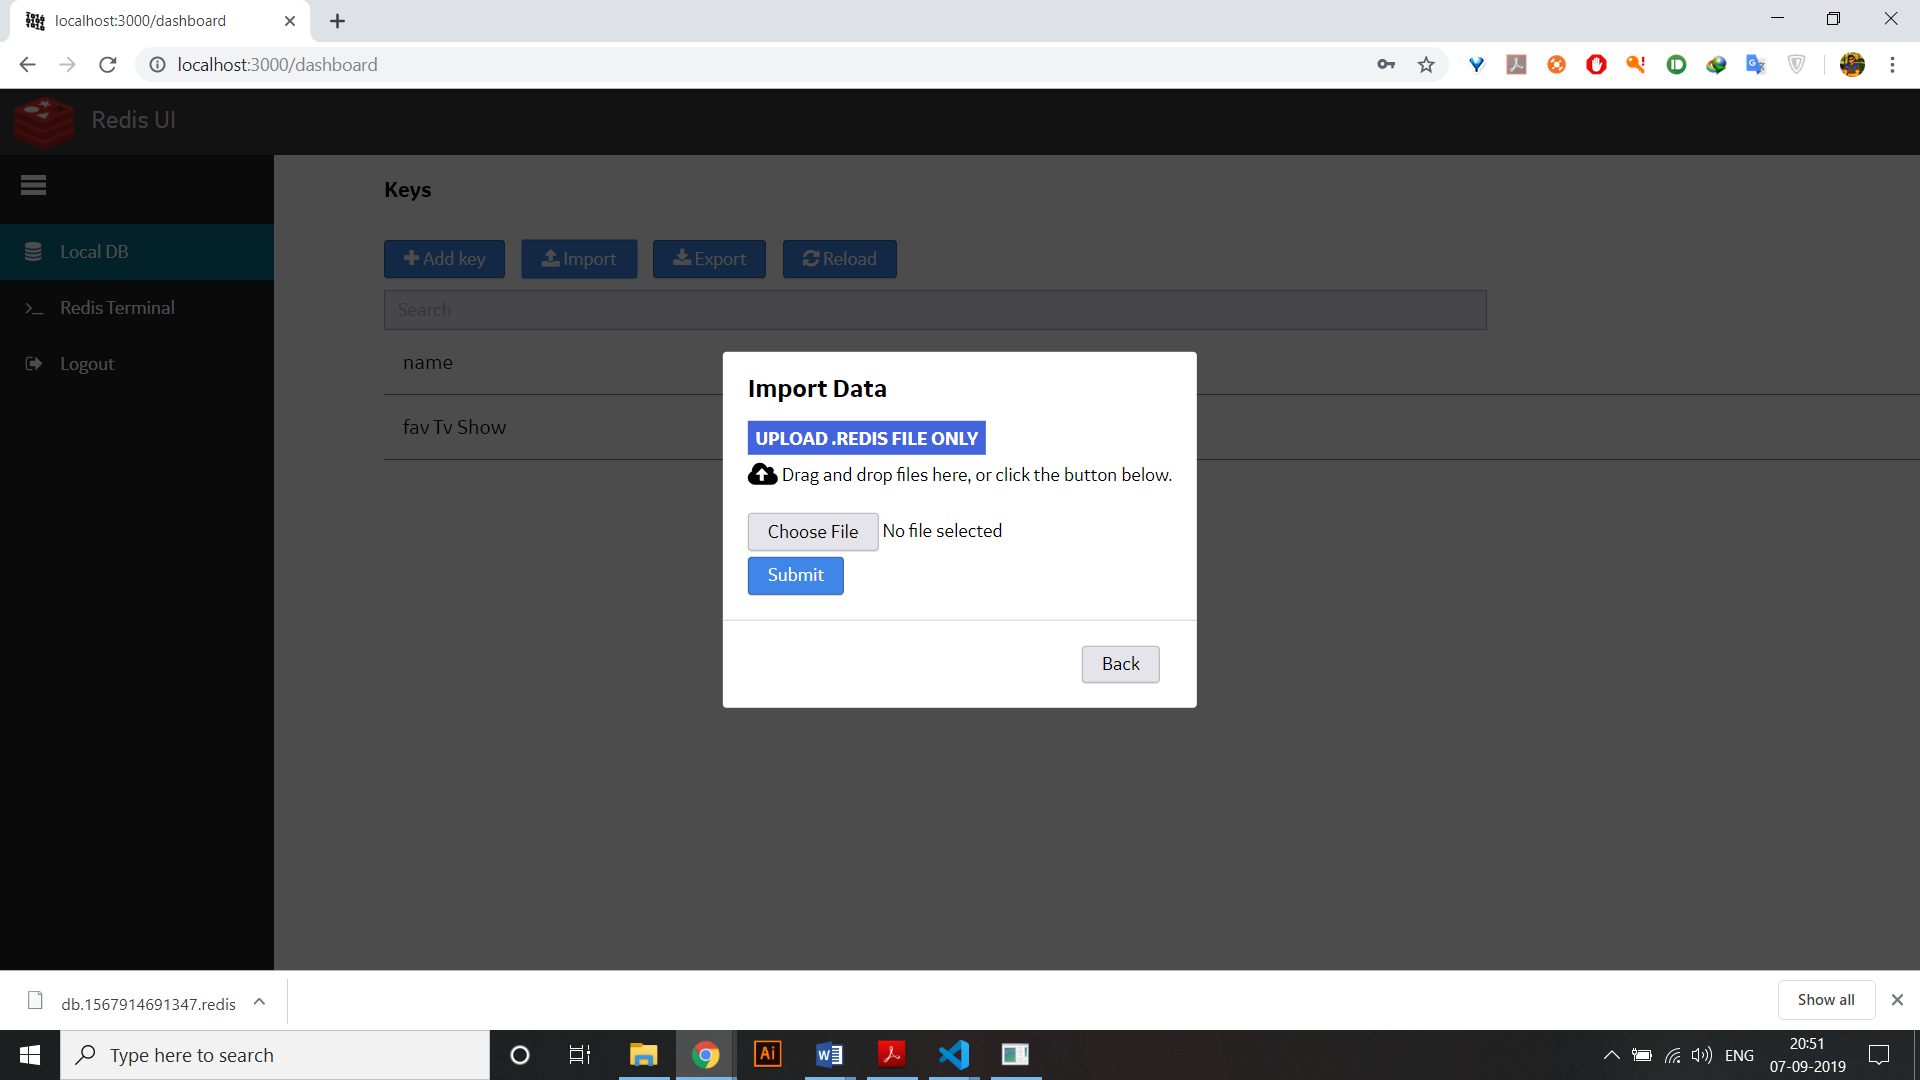 localhost:3000/dashboard
localhost:3000/dashboard
Redis UI
Local DB
Redis Terminal
Logout
Keys
Add key
Import
Export
Reload
Search
name
fav Tv Show
Import Data
UPLOAD .REDIS FILE ONLY
Drag and drop files here, or click the button below.
Choose File No file selected
Submit
Back
db.1567914691347.redis
Show all
Type here to search
Ai
ENG
20:51
07-09-2019